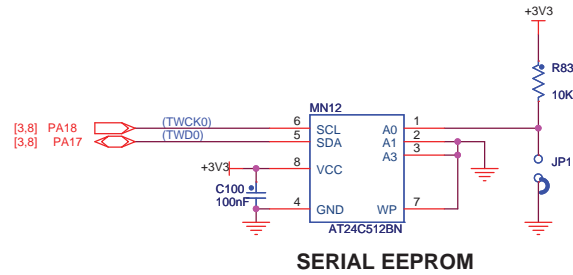 +3V3
R83
10K
MN12
[3,8] PA18 (TWCK0) 6 SCL A0 1
[3,8] PA17 (TWD0) 5 SDA A1 2
A3 3
JP1
+3V3 8 VCC
C100
100nF
4 GND WP 7
AT24C512BN
SERIAL EEPROM